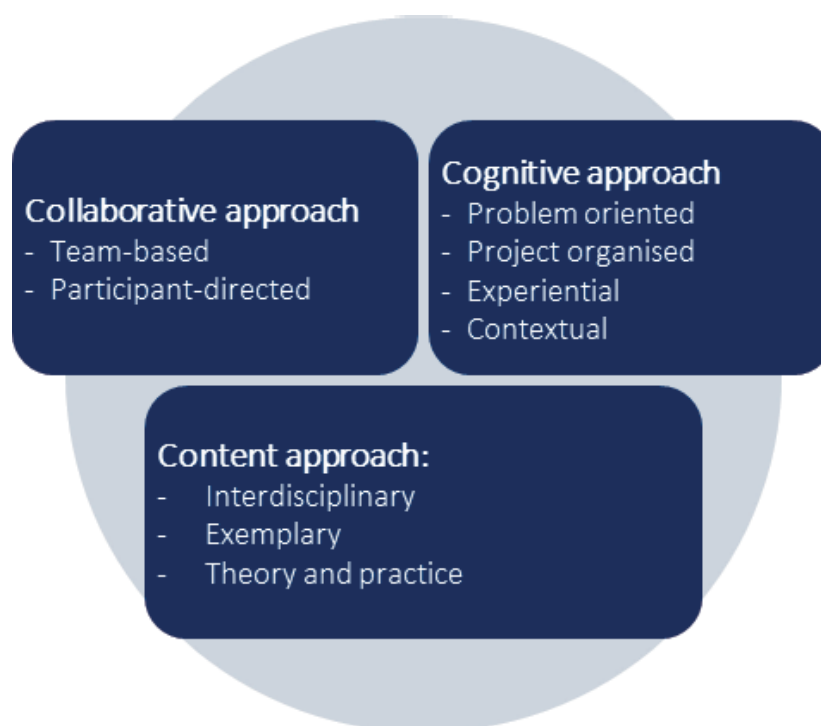 Collaborative approach
- Team-based
- Participant-directed
Cognitive approach
- Problem oriented
- Project organised
- Experiential
- Contextual
Content approach:
- Interdisciplinary
- Exemplary
- Theory and practice